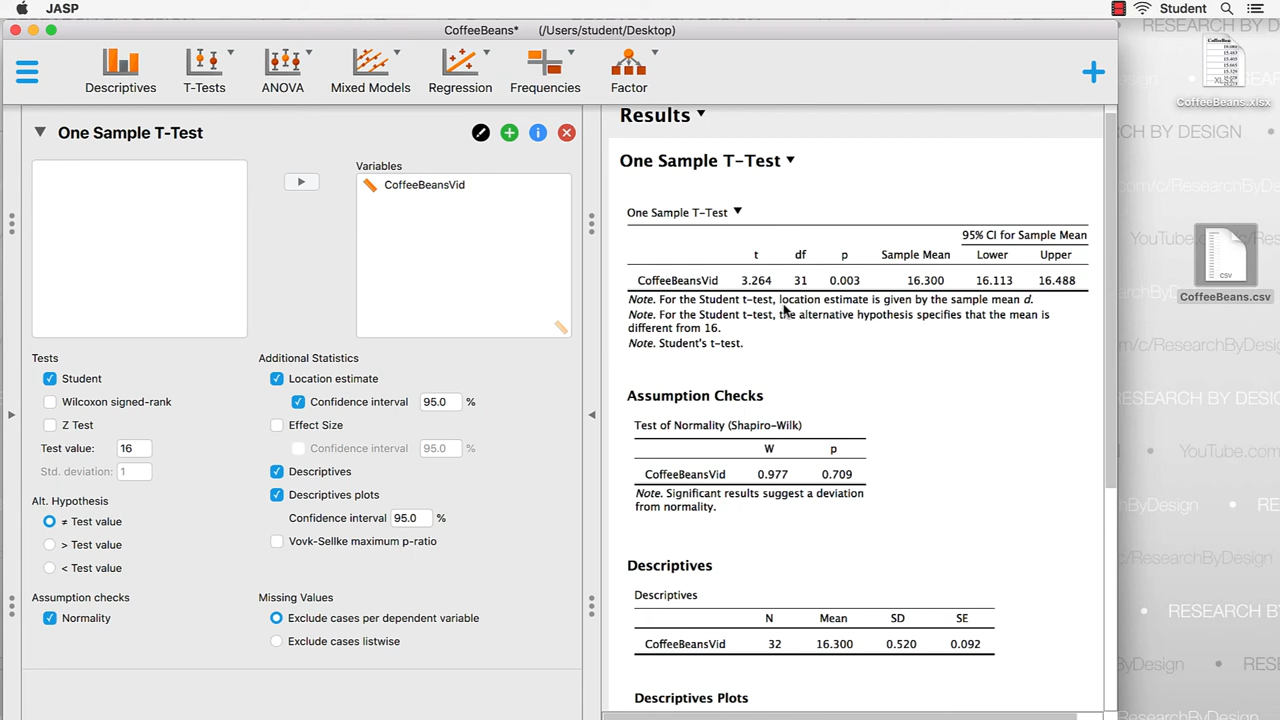 JASP
Student
CoffeeBeans* (/Users/student/Desktop)
Descriptives
T-Tests
ANOVA
Mixed Models
Regression
Frequencies
Factor
One Sample T-Test
Variables
CoffeeBeansVid
Tests
Student
Wilcoxon signed-rank
Z Test
Test value: 16
Std. deviation: 1
Alt. Hypothesis
≠ Test value
> Test value
< Test value
Assumption checks
Normality
Additional Statistics
Location estimate
Confidence interval 95.0 %
Effect Size
Confidence interval 95.0 %
Descriptives
Descriptives plots
Confidence interval 95.0 %
Vovk-Sellke maximum p-ratio
Missing Values
Exclude cases per dependent variable
Exclude cases listwise
Results
One Sample T-Test
One Sample T-Test
95% CI for Sample Mean
t df p Sample Mean Lower Upper
CoffeeBeansVid 3.264 31 0.003 16.300 16.113 16.488
Note. For the Student t-test, location estimate is given by the sample mean d.
Note. For the Student t-test, the alternative hypothesis specifies that the mean is
different from 16.
Note. Student's t-test.
Assumption Checks
Test of Normality (Shapiro-Wilk)
W p
CoffeeBeansVid 0.977 0.709
Note. Significant results suggest a deviation
from normality.
Descriptives
Descriptives
N Mean SD SE
CoffeeBeansVid 32 16.300 0.520 0.092
Descriptives Plots
RESEARCH BY DESIGN
XLSX
CoffeeBeans.xlsx
CSV
CoffeeBeans.csv
/c/ResearchByDesign
YouTube.com
RESEARCH